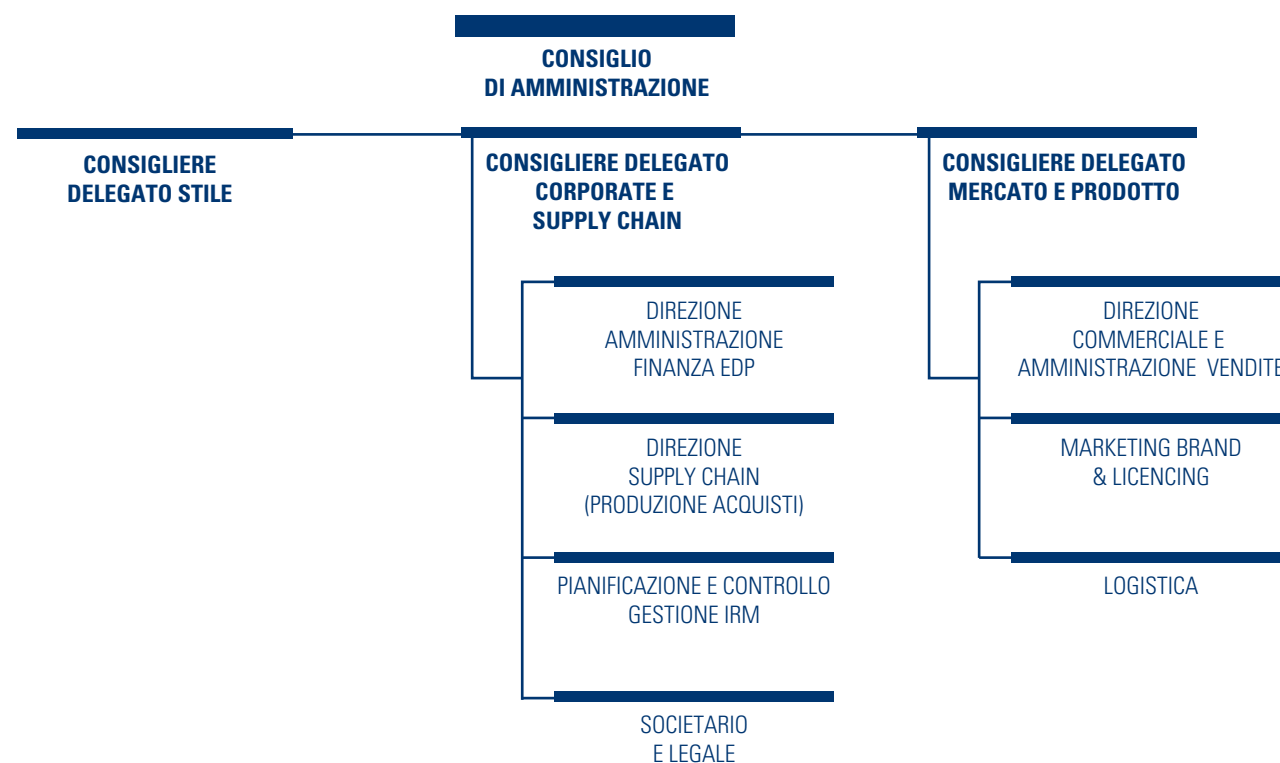 CONSIGLIO
DI AMMINISTRAZIONE
CONSIGLIERE
DELEGATO STILE
CONSIGLIERE DELEGATO
CORPORATE E
SUPPLY CHAIN
CONSIGLIERE DELEGATO
MERCATO E PRODOTTO
DIREZIONE
AMMINISTRAZIONE
FINANZA EDP
DIREZIONE
SUPPLY CHAIN
(PRODUZIONE ACQUISTI)
PIANIFICAZIONE E CONTROLLO
GESTIONE IRM
SOCIETARIO
E LEGALE
DIREZIONE
COMMERCIALE E
AMMINISTRAZIONE VENDITE
MARKETING BRAND
& LICENCING
LOGISTICA